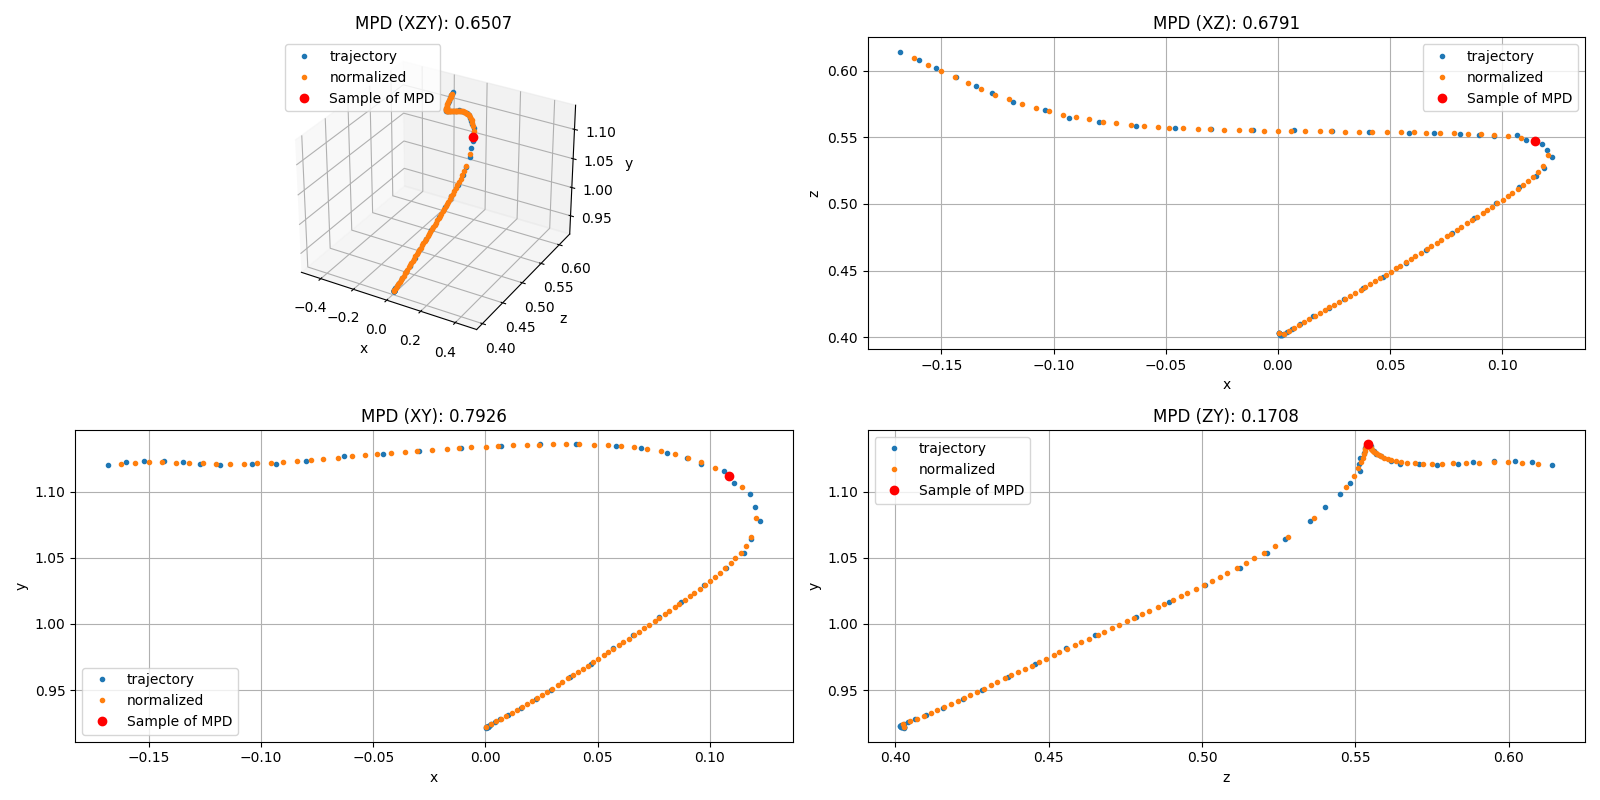 MPD (XZY): 0.6507
trajectory
normalized
Sample of MPD
1.10
1.05
1.00
0.95
y
0.60
0.55
0.50
0.45
0.40
z
−0.4
−0.2
0.0
0.2
0.4
x
MPD (XZ): 0.6791
trajectory
normalized
Sample of MPD
0.60
0.55
0.50
0.45
0.40
z
−0.15
−0.10
−0.05
0.00
0.05
0.10
x
MPD (XY): 0.7926
1.10
1.05
1.00
0.95
y
trajectory
normalized
Sample of MPD
−0.15
−0.10
−0.05
0.00
0.05
0.10
x
MPD (ZY): 0.1708
trajectory
normalized
Sample of MPD
1.10
1.05
1.00
0.95
y
0.40
0.45
0.50
0.55
0.60
z